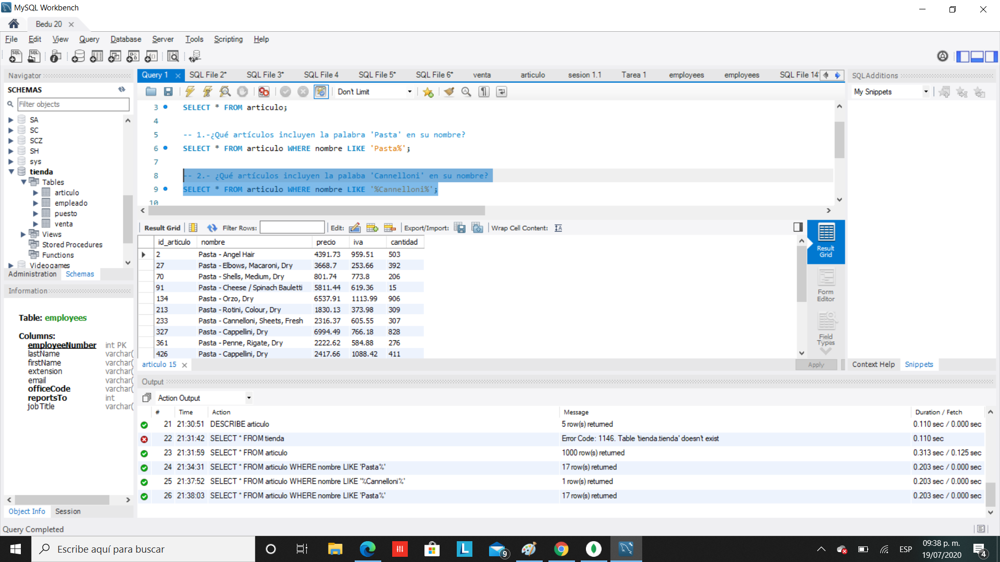 MySQL Workbench
Bedu 20
File Edit View Query Database Server Tools Scripting Help
Navigator
SCHEMAS
Filter objects
SA
SC
SCZ
SH
sys
tienda
Tables
articulo
empleado
puesto
venta
Views
Stored Procedures
Functions
Videogames
Administration Schemas
Information
Table: employees
Columns:
employeeNumber int PK
lastName varchar(
firstName varchar(
extension varchar(
email varchar(
officeCode varchar(
reportsTo int
jobTitle varchar(
Object Info Session
Query 1 SQL File 2* SQL File 3* SQL File 4 SQL File 5* SQL File 6* venta articulo sesion 1.1 Tarea 1 employees employees SQL File 14*
Don't Limit
3 SELECT * FROM articulo;
4
5 -- 1.-¿Qué artículos incluyen la palabra 'Pasta' en su nombre?
6 SELECT * FROM articulo WHERE nombre LIKE 'Pasta%';
7
8 -- 2.- ¿Qué artículos incluyen la palaba 'Cannelloni' en su nombre?
9 SELECT * FROM articulo WHERE nombre LIKE '%Cannelloni%';
10
Result Grid Filter Rows: Edit: Export/Import: Wrap Cell Content:
id_articulo nombre precio iva cantidad
2 Pasta - Angel Hair 4391.73 959.51 503
27 Pasta - Elbows, Macaroni, Dry 3668.7 253.66 392
70 Pasta - Shells, Medium, Dry 801.74 773.8 206
91 Pasta - Cheese / Spinach Bauletti 5811.44 619.36 15
134 Pasta - Orzo, Dry 6537.91 1113.99 906
213 Pasta - Rotini, Colour, Dry 1830.13 373.98 309
233 Pasta - Cannelloni, Sheets, Fresh 2316.37 605.55 307
327 Pasta - Cappellini, Dry 6994.49 766.18 828
361 Pasta - Penne, Rigate, Dry 2222.62 584.88 276
426 Pasta - Cappellini, Dry 2417.66 1088.42 411
Result
Grid
Form
Editor
Field
Types
articulo 15
Apply
SQLAdditions
My Snippets
Context Help Snippets
Output
Action Output
# Time Action Message Duration / Fetch
21 21:30:51 DESCRIBE articulo 5 row(s) returned 0.110 sec / 0.000 sec
22 21:31:42 SELECT * FROM tienda Error Code: 1146. Table 'tienda.tienda' doesn't exist 0.110 sec
23 21:31:59 SELECT * FROM articulo 1000 row(s) returned 0.313 sec / 0.125 sec
24 21:34:31 SELECT * FROM articulo WHERE nombre LIKE 'Pasta%' 17 row(s) returned 0.203 sec / 0.000 sec
25 21:37:52 SELECT * FROM articulo WHERE nombre LIKE '%Cannelloni%' 1 row(s) returned 0.203 sec / 0.000 sec
26 21:38:03 SELECT * FROM articulo WHERE nombre LIKE 'Pasta%' 17 row(s) returned 0.203 sec / 0.000 sec
Query Completed
Escribe aquí para buscar
L
9
ESP
09:38 p. m.
19/07/2020
4